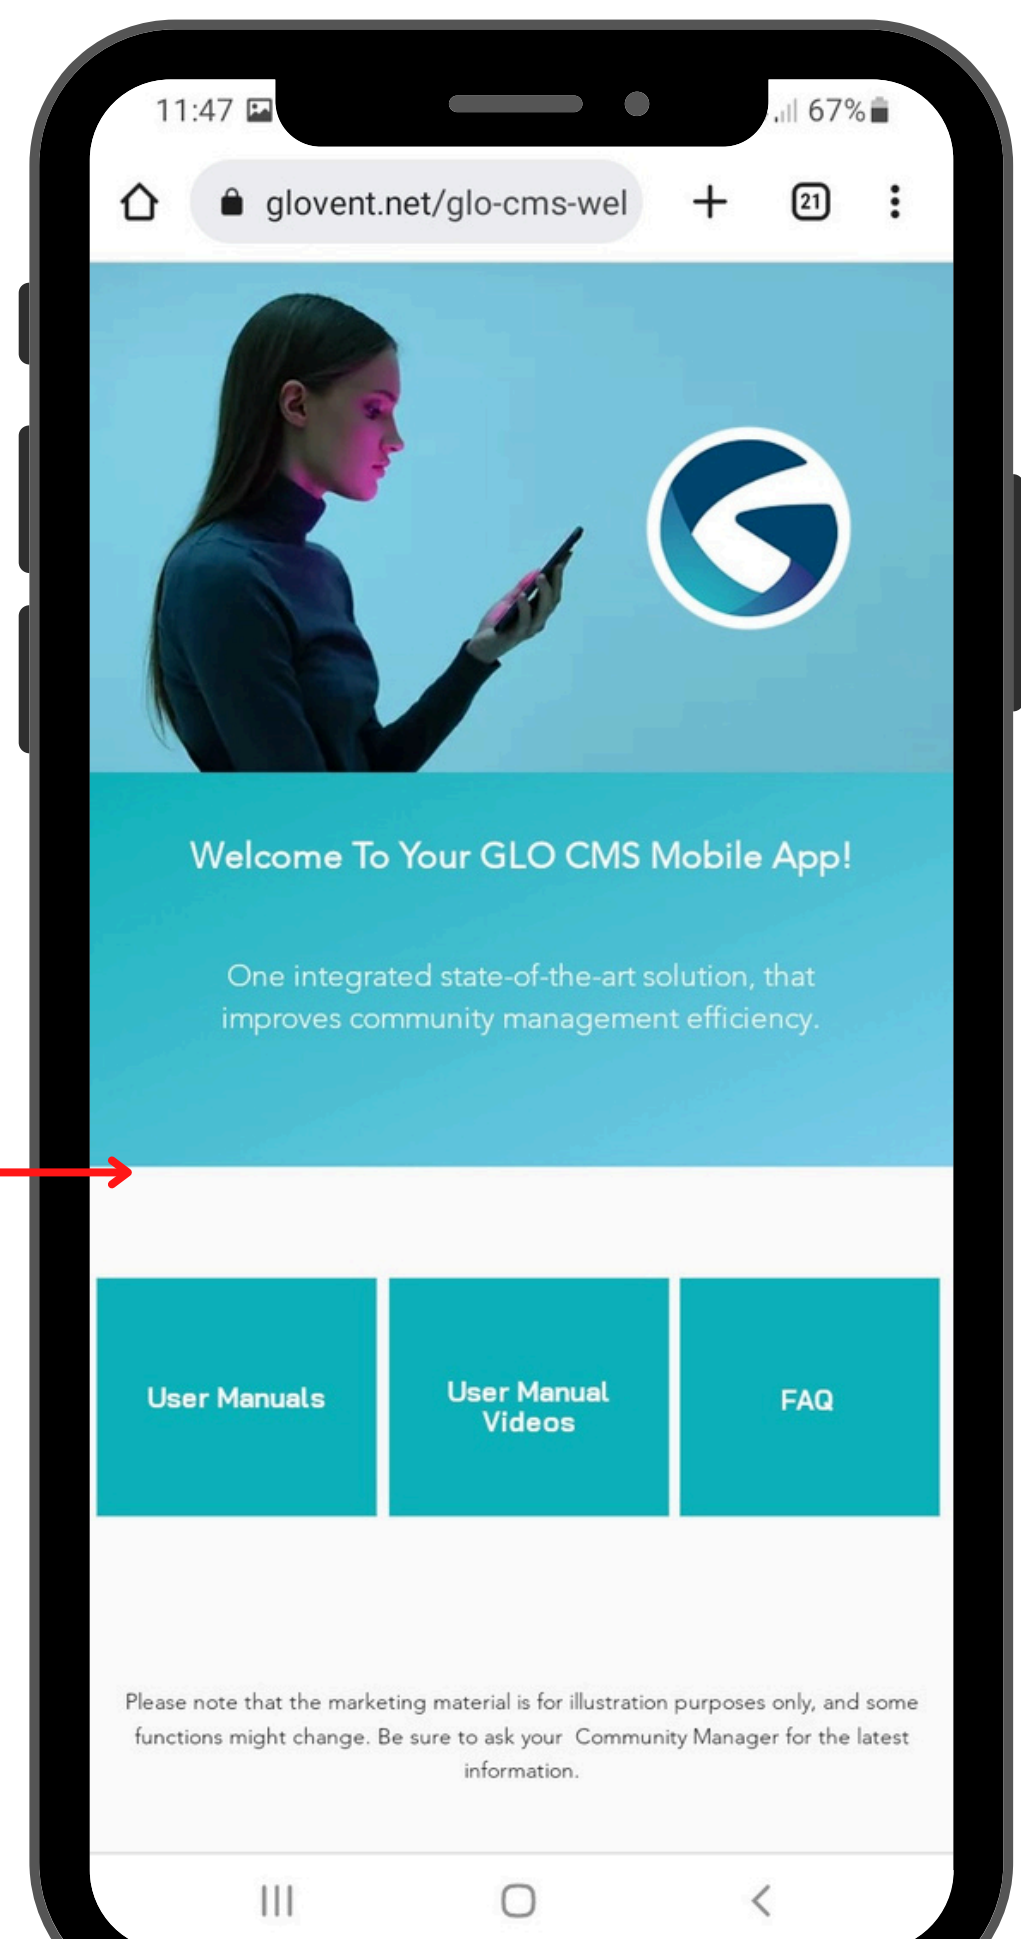 11:47
67%
glovent.net/glo-cms-wel
21
Welcome To Your GLO CMS Mobile App!
One integrated state-of-the-art solution, that
improves community management efficiency.
User Manuals
User Manual
Videos
FAQ
Please note that the marketing material is for illustration purposes only, and some
functions might change. Be sure to ask your  Community Manager for the latest
information.